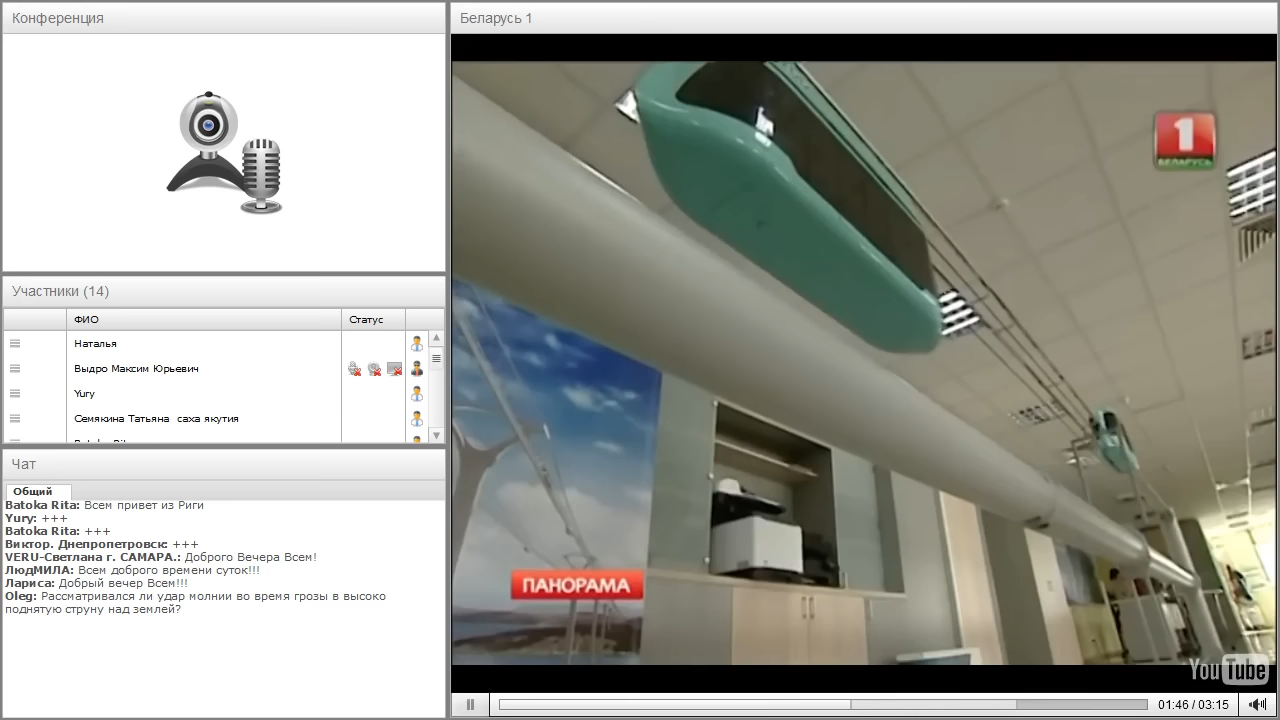 Конференция
Беларусь 1
1
БЕЛАРУСЬ
Участники (14)
ФИО
Статус
Наталья
Выдро Максим Юрьевич
Yury
Семякина Татьяна саха якутия
Batoka Rita
Чат
Общий
Batoka Rita: Всем привет из Риги
Yury: +++
Batoka Rita: +++
Виктор. Днепропетровск: +++
VERU-Светлана г. САМАРА.: Доброго Вечера Всем!
ЛюдМИЛА: Всем доброго времени суток!!!
Лариса: Добрый вечер Всем!!!
Oleg: Рассматривался ли удар молнии во время грозы в высоко
поднятую струну над землей?
ПАНОРАМА
YouTube
01:46 / 03:15